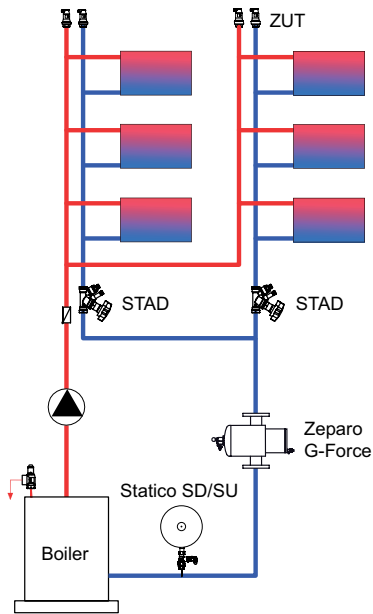 ZUT
STAD
STAD
Zeparo
G-Force
Statico SD/SU
Boiler